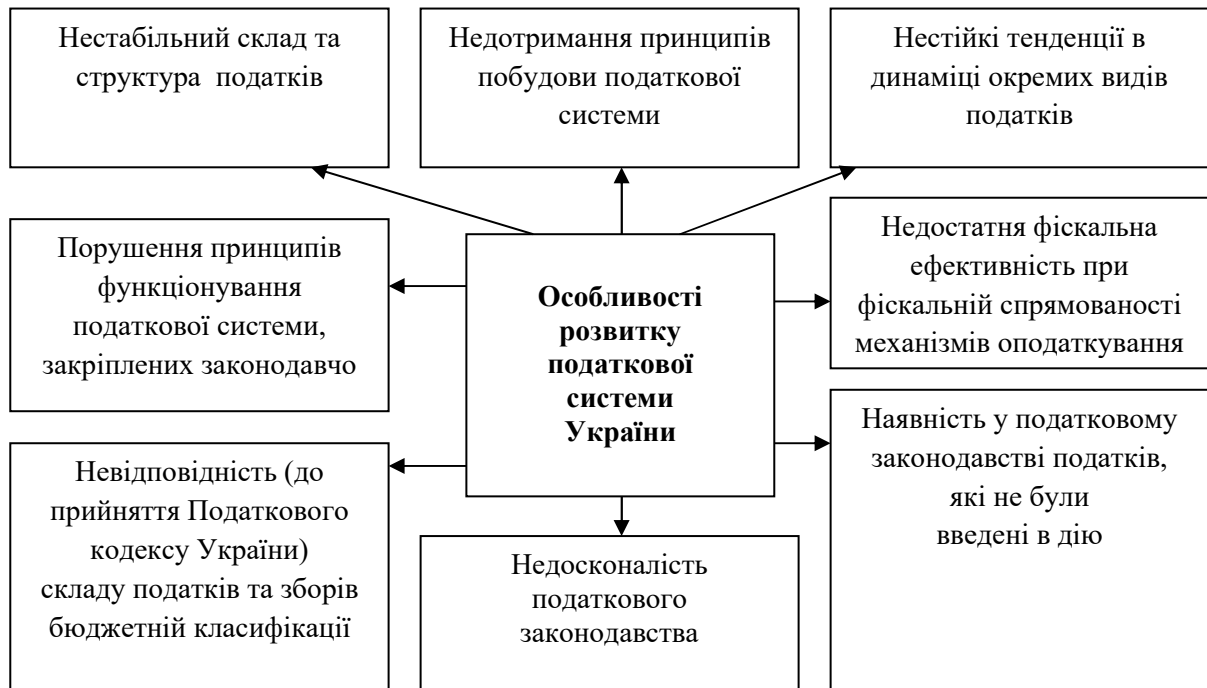 Нестабільний склад та
структура податків
Недотримання принципів
побудови податкової
системи
Нестійкі тенденції в
динаміці окремих видів
податків
Порушення принципів
функціонування
податкової системи,
закріплених законодавчо
Особливості
розвитку
податкової
системи
України
Недостатня фіскальна
ефективність при
фіскальній спрямованості
механізмів оподаткування
Невідповідність (до
прийняття Податкового
кодексу України)
складу податків та зборів
бюджетній класифікації
Недосконалість
податкового
законодавства
Наявність у податковому
законодавстві податків,
які не були
введені в дію